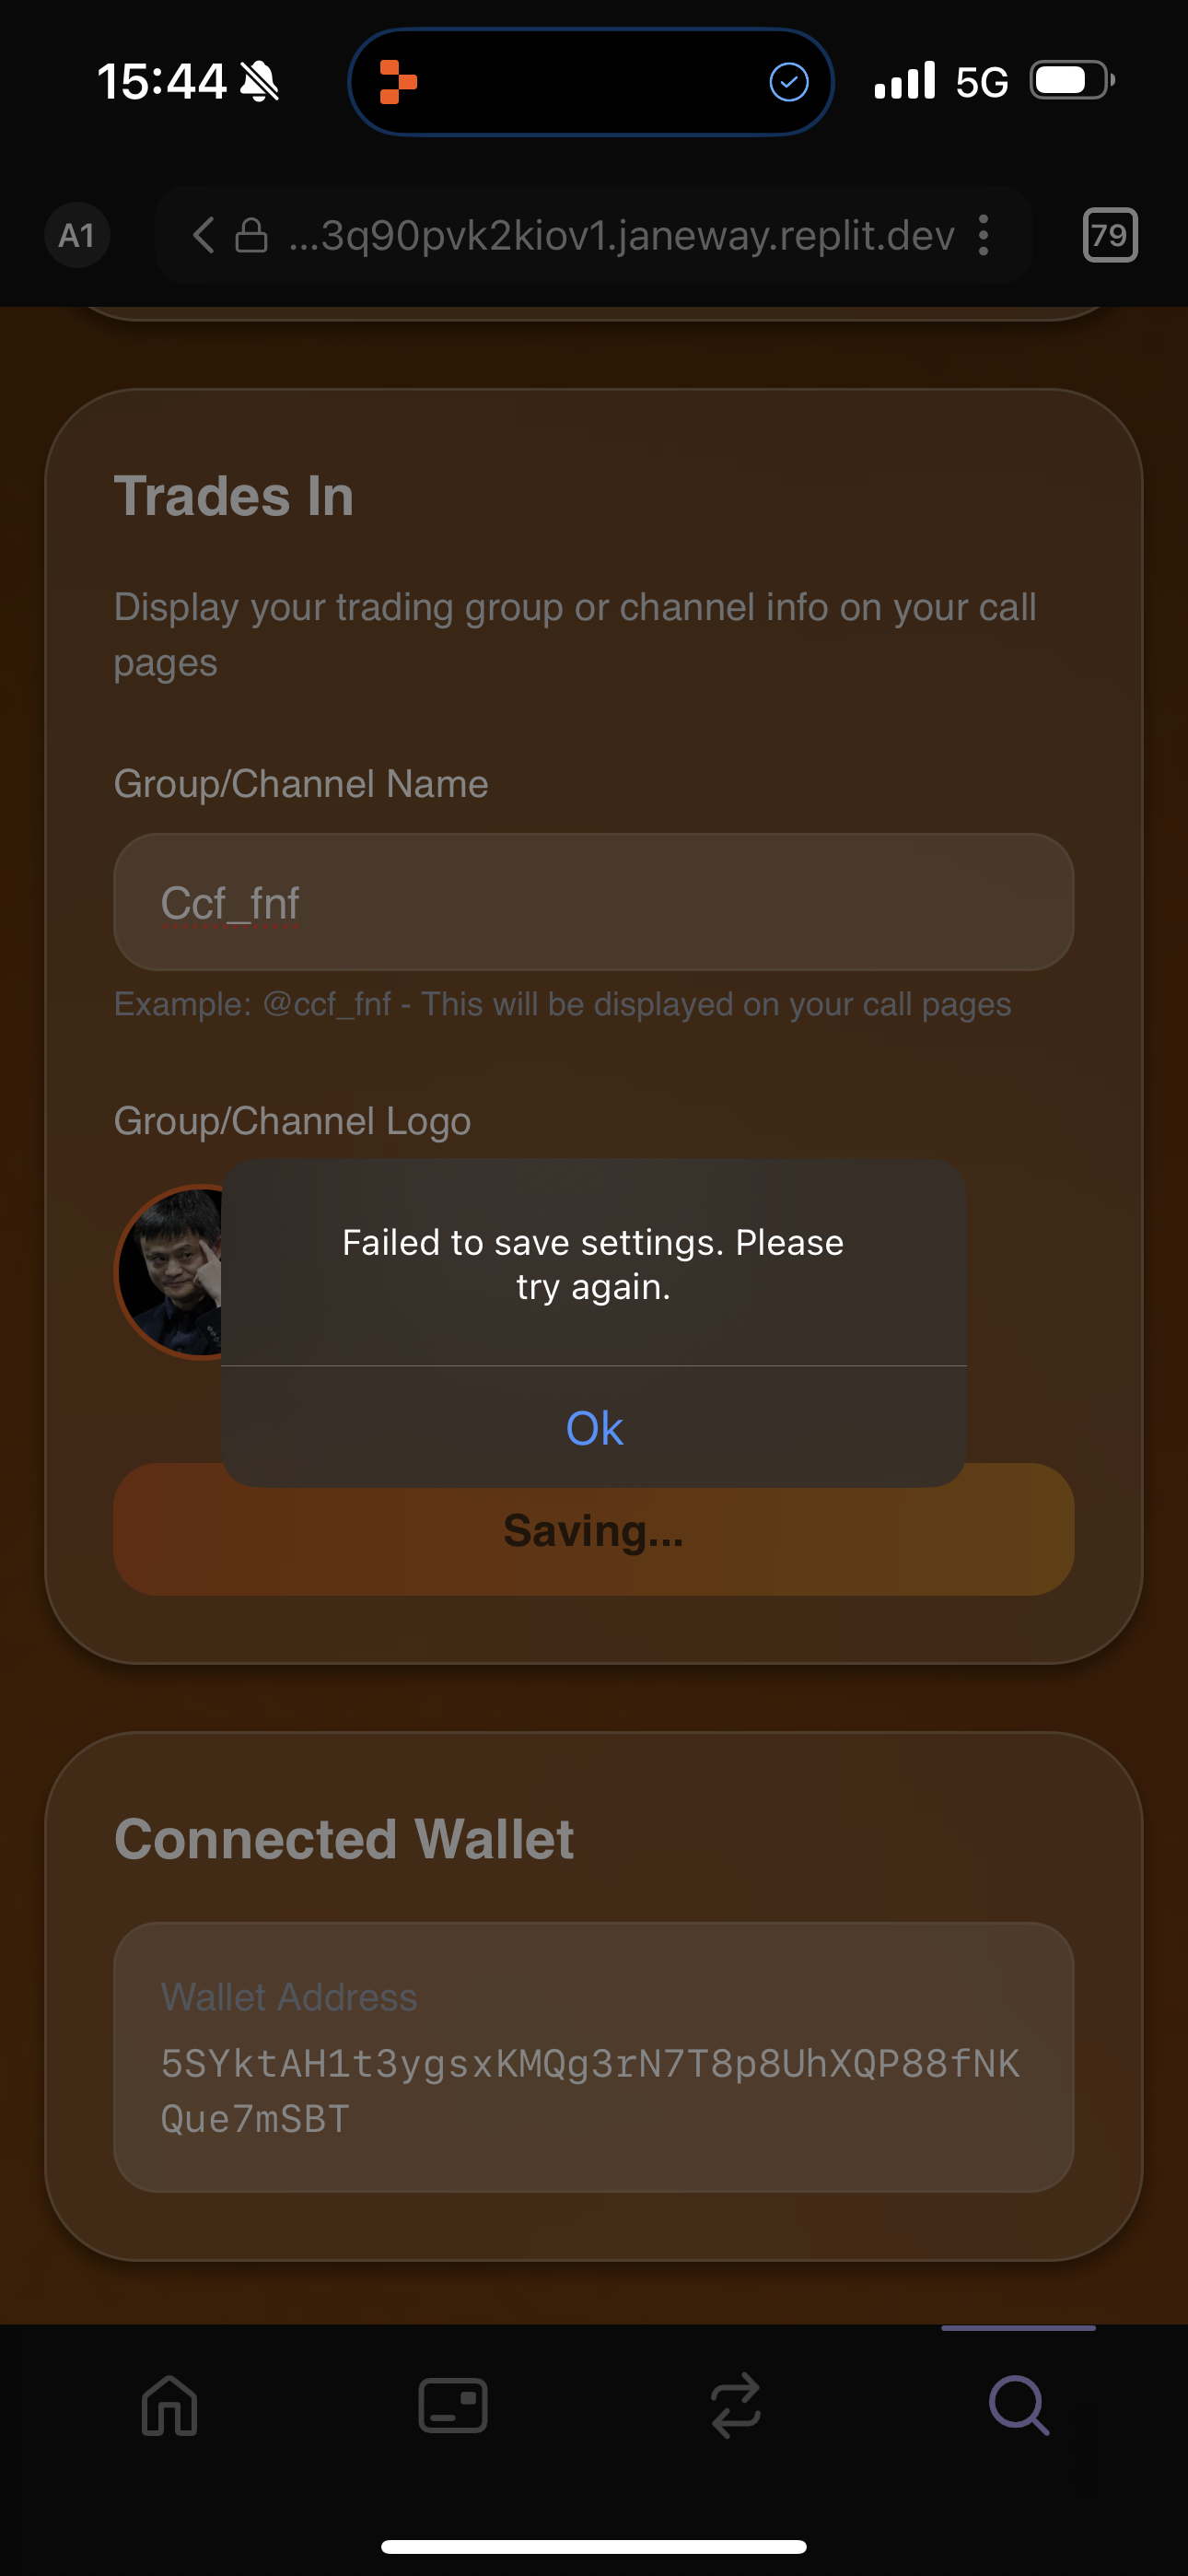 15:44
5G
A1
...3q90pvk2kiov1.janeway.replit.dev
79
Trades In
Display your trading group or channel info on your call
pages
Group/Channel Name
Ccf_fnf
Example: @ccf_fnf - This will be displayed on your call pages
Group/Channel Logo
Failed to save settings. Please
try again.
Ok
Saving...
Connected Wallet
Wallet Address
5SYktAH1t3ygsxKMQg3rN7T8p8UhXQP88fNK
Que7mSBT